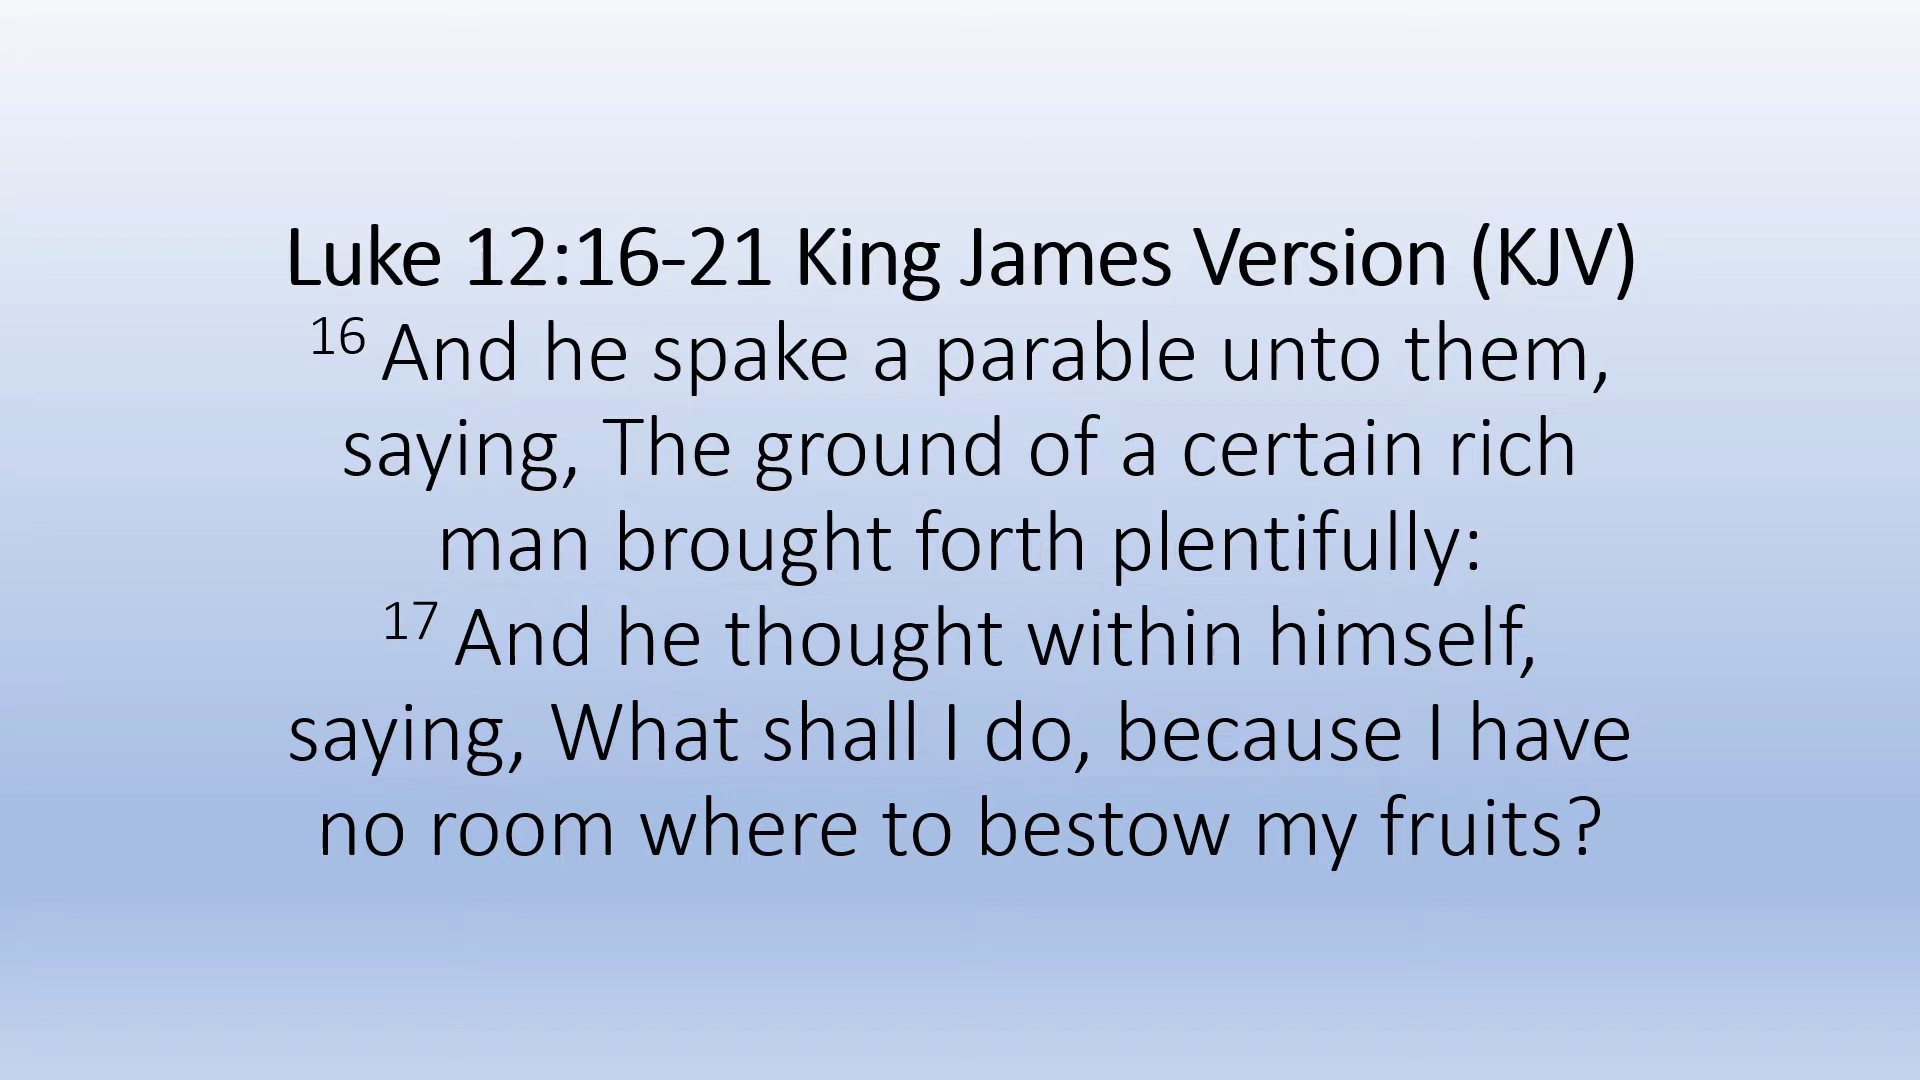 Luke 12:16-21 King James Version (KJV)
16 And he spake a parable unto them,
saying, The ground of a certain rich
man brought forth plentifully:
17 And he thought within himself,
saying, What shall I do, because I have
no room where to bestow my fruits?